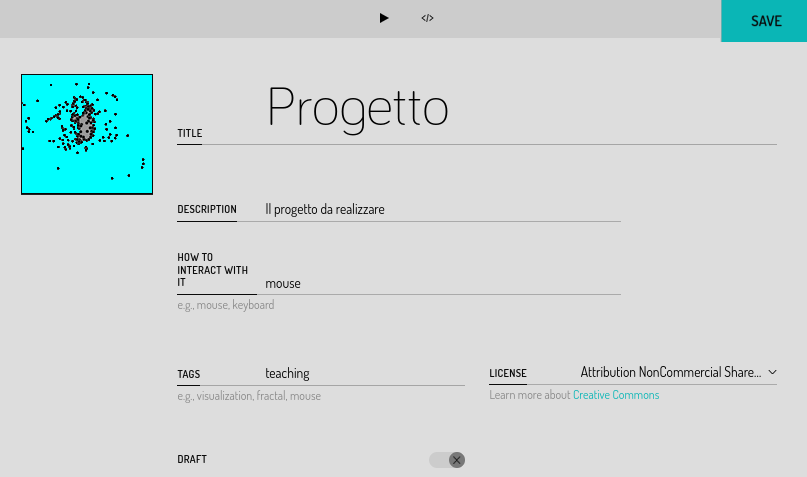 </>
SAVE
Progetto
TITLE
DESCRIPTION Il progetto da realizzare
HOW TO
INTERACT WITH
IT mouse
e.g., mouse, keyboard
TAGS teaching
LICENSE Attribution NonCommercial Share...
e.g., visualization, fractal, mouse
Learn more about Creative Commons
DRAFT